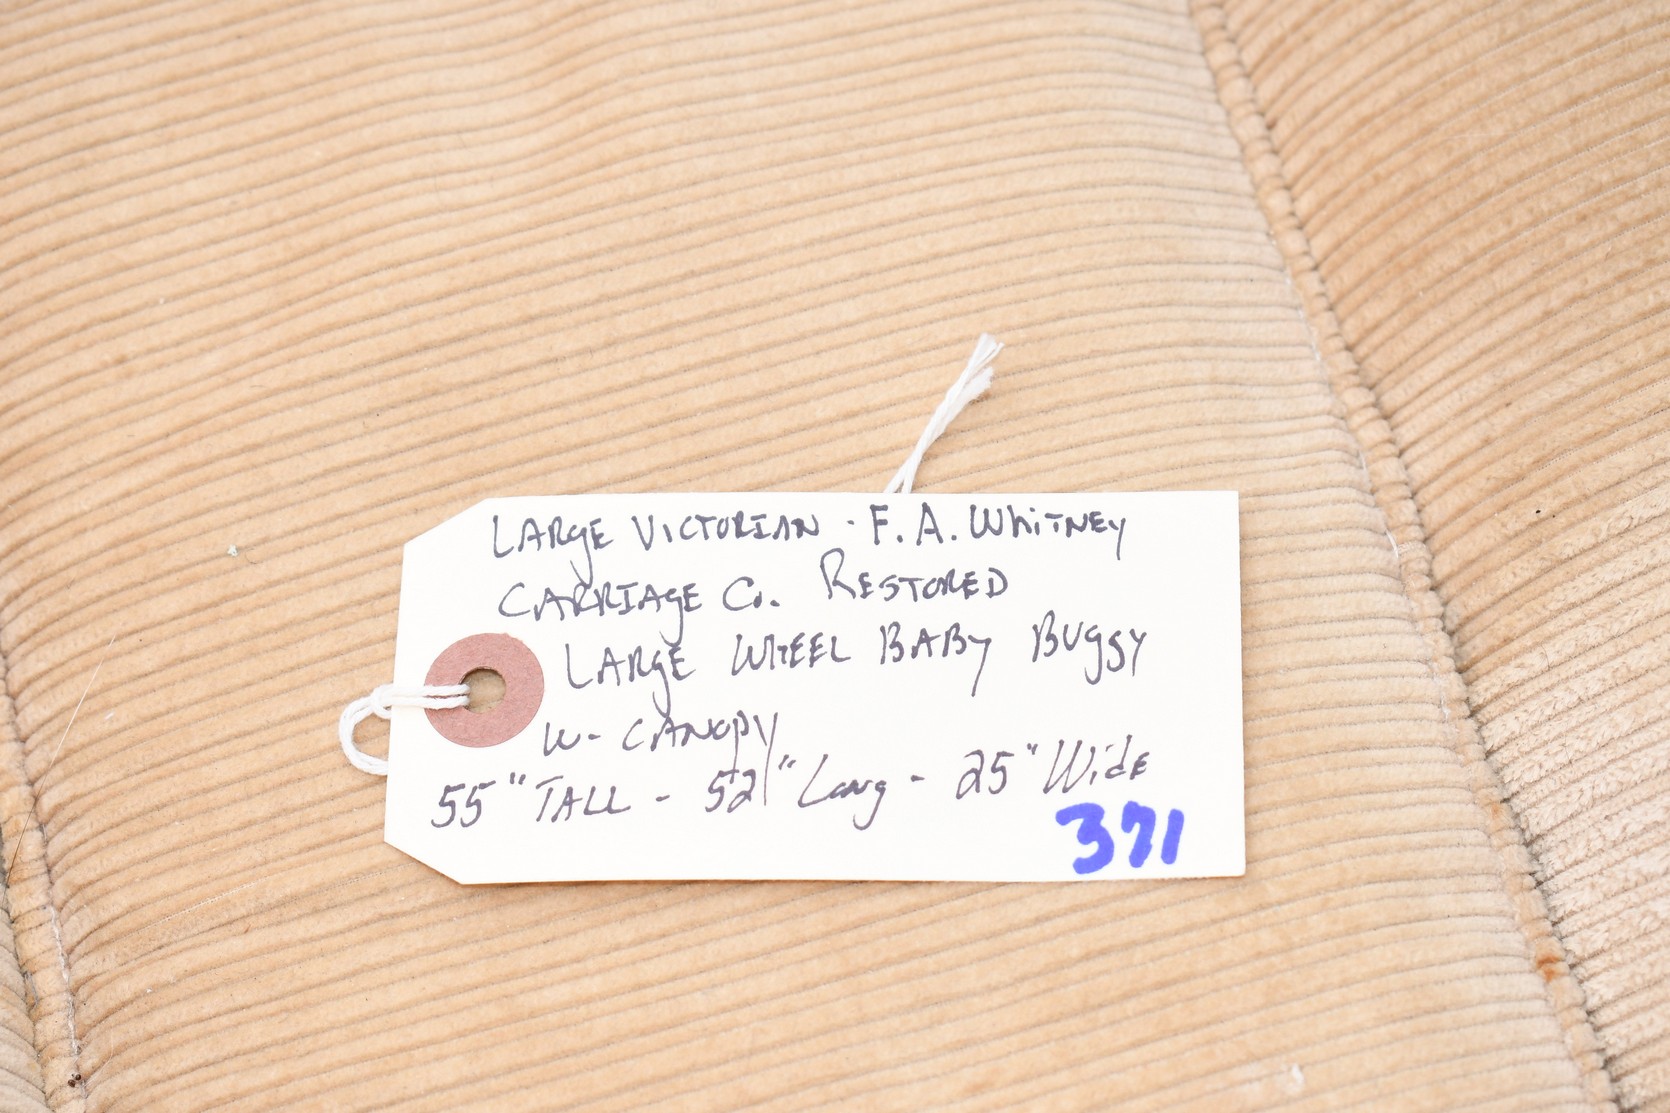 LARgE VICTORIAN - F. A. WhiTNEy
CARRIAgE Co. RESTORED
LARgE WHEEL BABy BUggy
W- CANOPY
55" TALL - 52" Long - 25" Wide
371